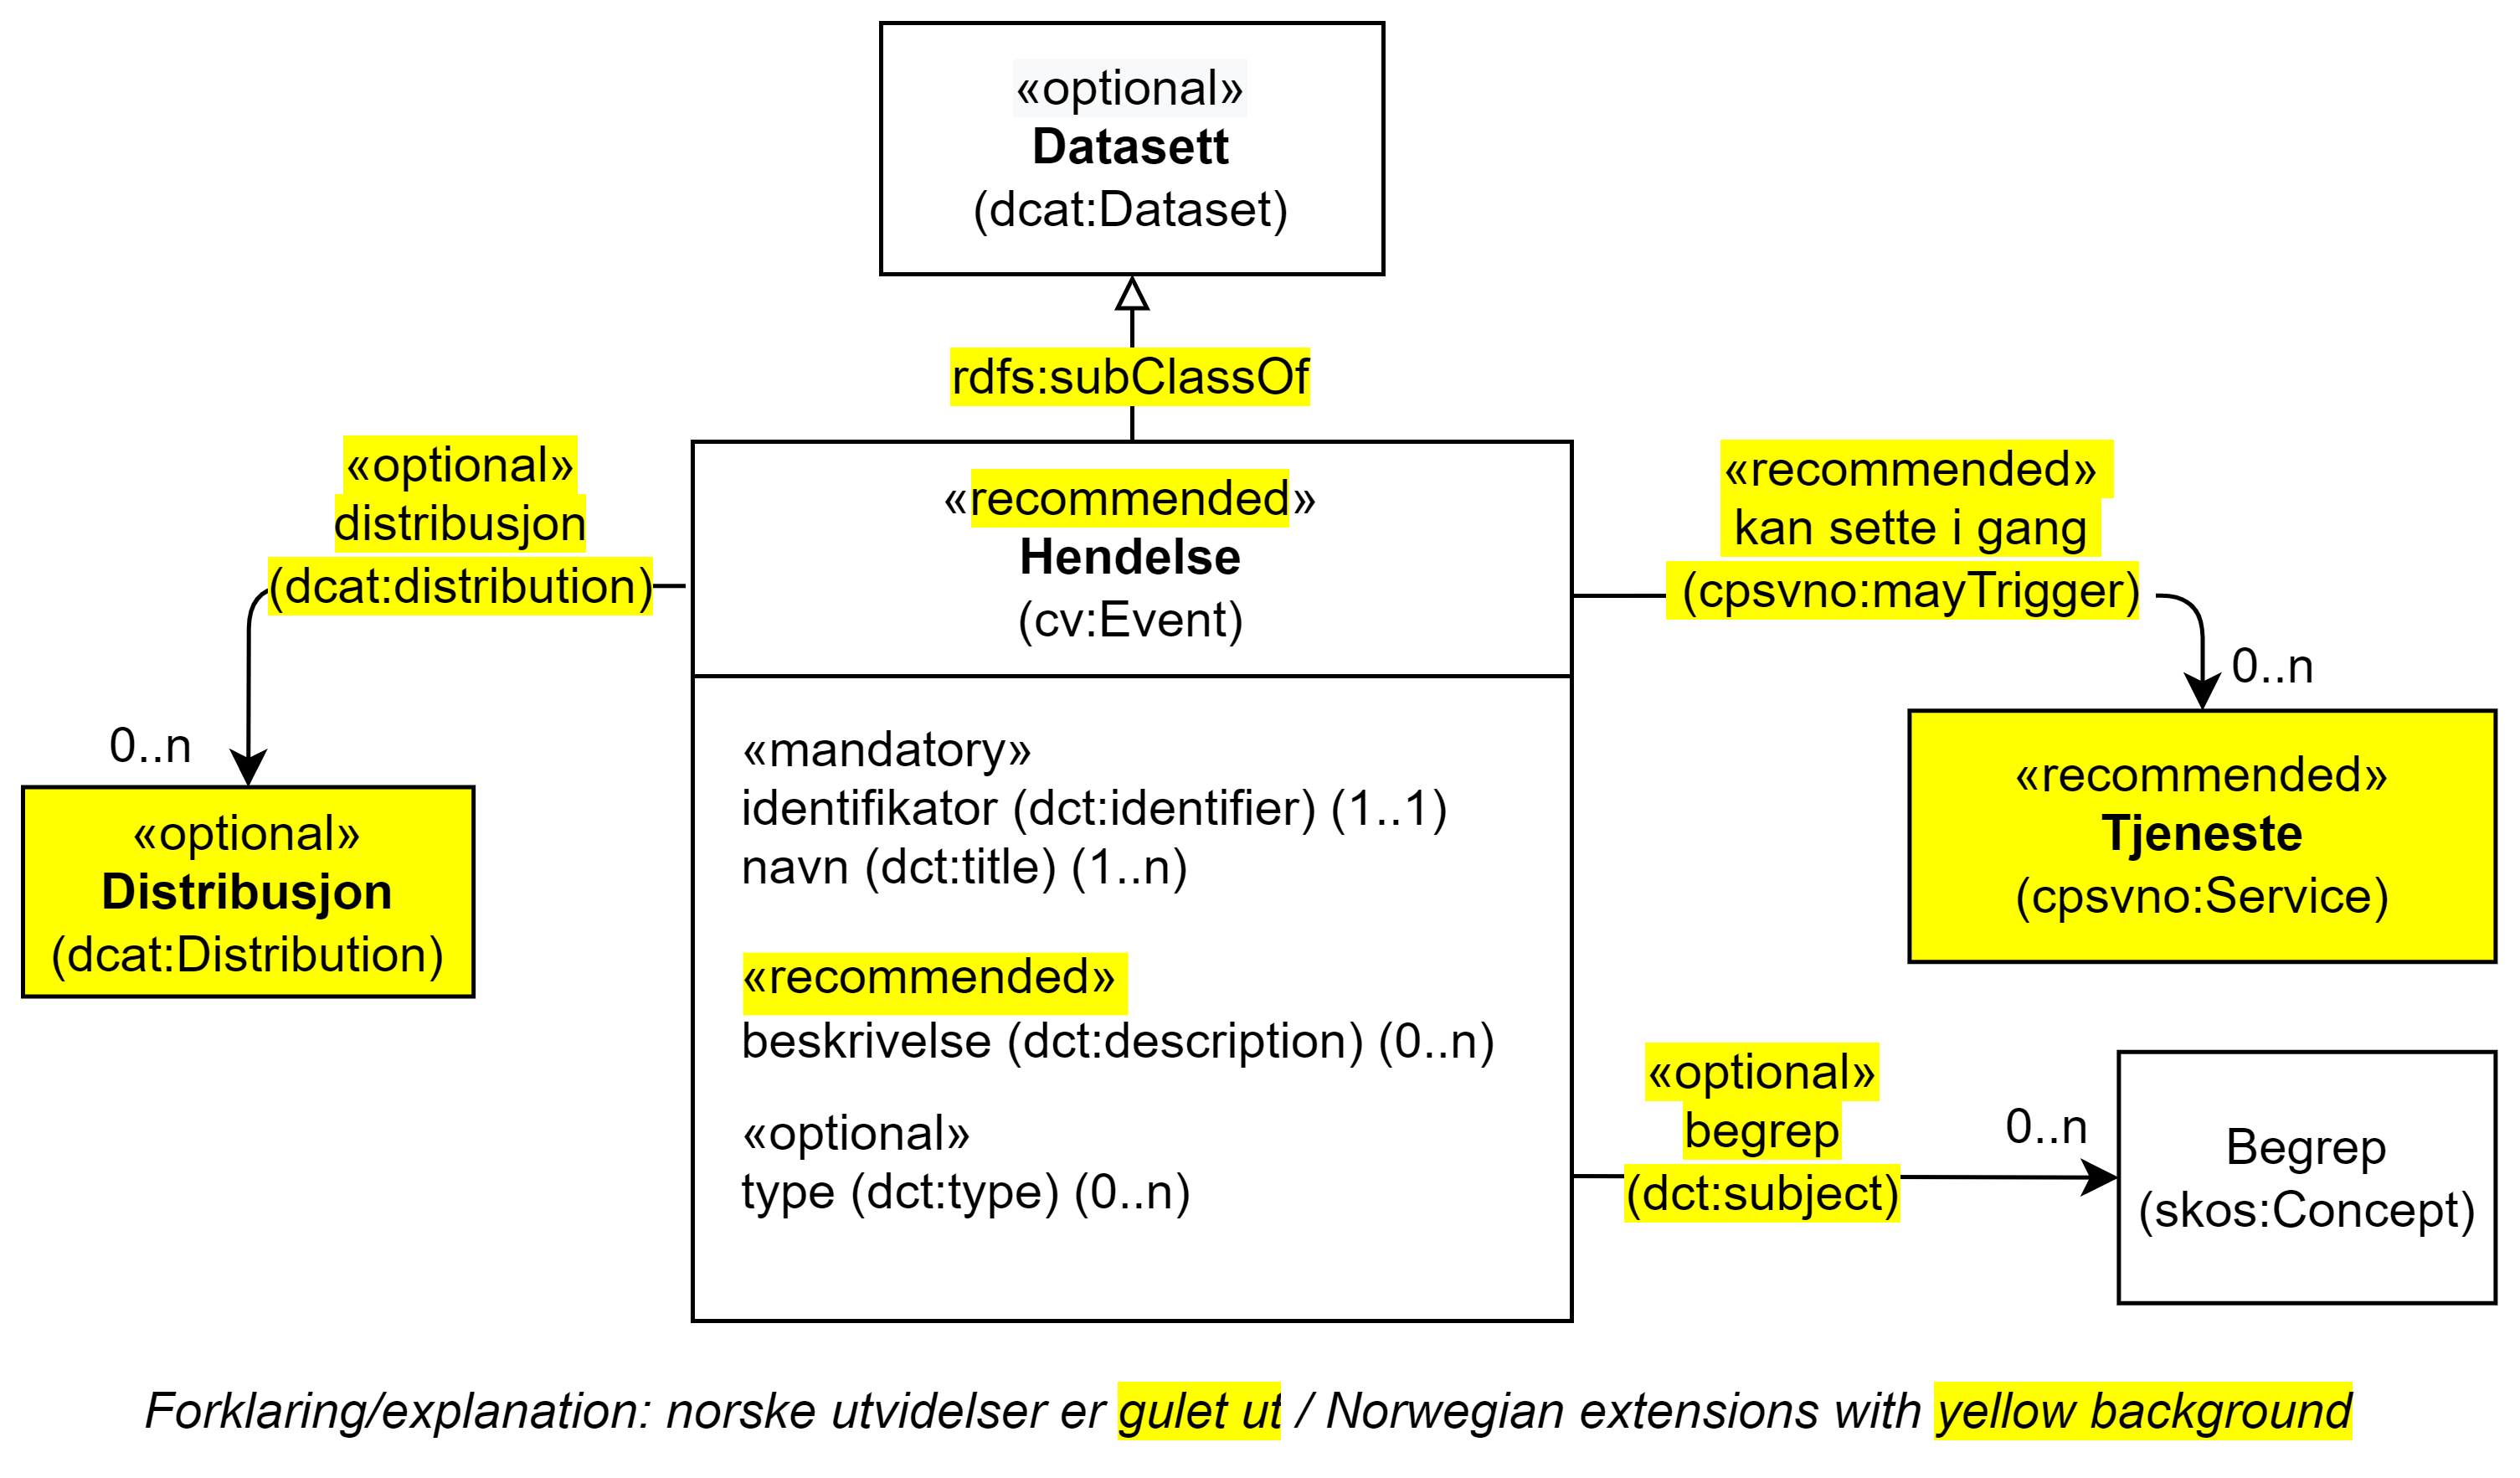 «optional»
Datasett
(dcat:Dataset)
rdfs:subClassOf
«optional»
distribusjon
(dcat:distribution)
0..n
«optional»
Distribusjon
(dcat:Distribution)
«recommended»
Hendelse
(cv:Event)
«mandatory»
identifikator (dct:identifier) (1..1)
navn (dct:title) (1..n)
«recommended»
beskrivelse (dct:description) (0..n)
«optional»
type (dct:type) (0..n)
«recommended»
kan sette i gang
(cpsvno:mayTrigger)
0..n
«recommended»
Tjeneste
(cpsvno:Service)
«optional»
begrep
(dct:subject)
0..n
Begrep
(skos:Concept)
Forklaring/explanation: norske utvidelser er gulet ut / Norwegian extensions with yellow background